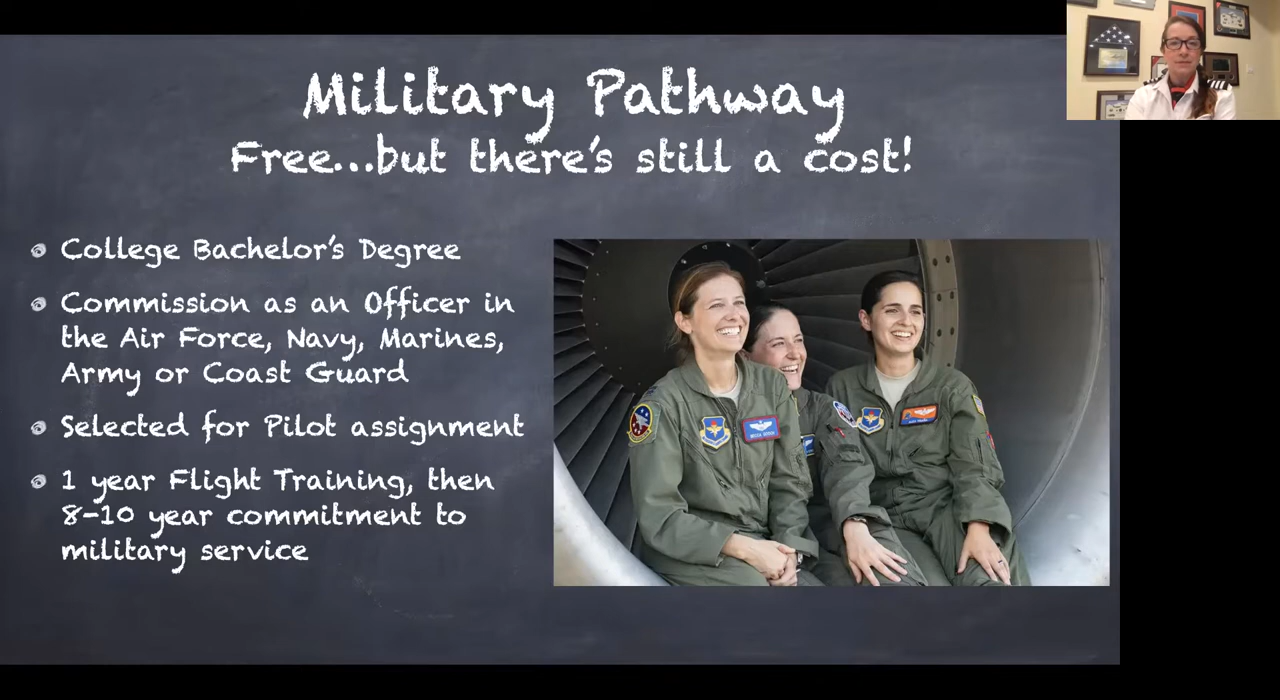 Military Pathway
Free...but there's still a cost!
College Bachelor's Degree
Commission as an Officer in
the Air Force, Navy, Marines,
Army or Coast Guard
Selected for Pilot assignment
1 year Flight Training, then
8-10 year commitment to
military service